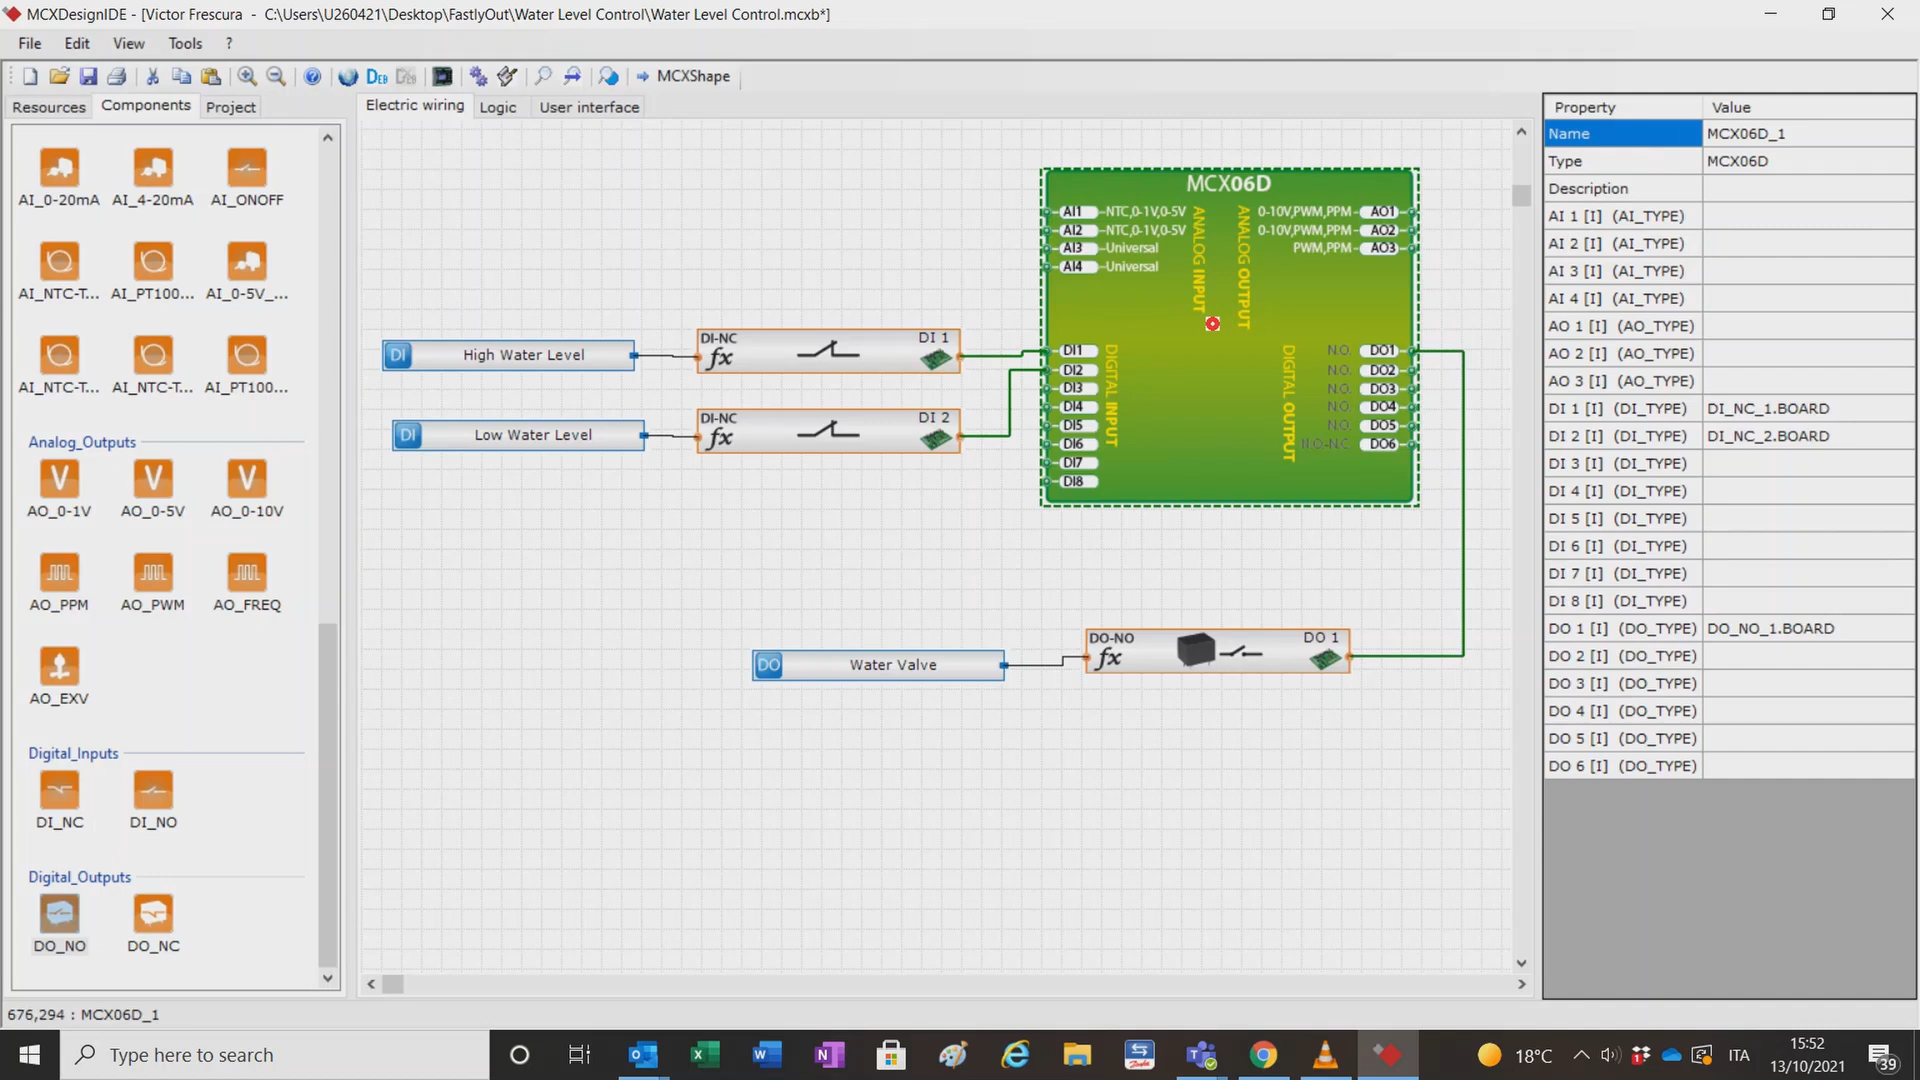 MCXDesignIDE - [Victor Frescura - C:\Users\U260421\Desktop\FastlyOut\Water Level Control\Water Level Control.mcxb*]
File Edit View Tools ?
DEB MCXShape
Resources Components Project
Electric wiring Logic User interface
AI_0-20mA AI_4-20mA AI_ONOFF
AI_NTC-T... AI_PT100... AI_0-5V_...
AI_NTC-T... AI_NTC-T... AI_PT100...
Analog_Outputs
V V V
AO_0-1V AO_0-5V AO_0-10V
AO_PPM AO_PWM AO_FREQ
AO_EXV
Digital_Inputs
DI_NC DI_NO
Digital_Outputs
DO_NO DO_NC
MCX06D
AI1 NTC,0-1V,0-5V
AI2 NTC,0-1V,0-5V
AI3 Universal
AI4 Universal
ANALOG INPUT
ANALOG OUTPUT
0-10V,PWM,PPM AO1
0-10V,PWM,PPM AO2
PWM,PPM AO3
DI1
DI2
DI3
DI4
DI5
DI6
DI7
DI8
DIGITAL INPUT
DIGITAL OUTPUT
N.O. DO1
N.O. DO2
N.O. DO3
N.O. DO4
N.O. DO5
DO6
DI High Water Level
DI-NC DI 1
fx
DI Low Water Level
DI-NC DI 2
fx
DO Water Valve
DO-NO DO 1
fx
Property Value
Name MCX06D_1
Type MCX06D
Description
AI 1 [I] (AI_TYPE)
AI 2 [I] (AI_TYPE)
AI 3 [I] (AI_TYPE)
AI 4 [I] (AI_TYPE)
AO 1 [I] (AO_TYPE)
AO 2 [I] (AO_TYPE)
AO 3 [I] (AO_TYPE)
DI 1 [I] (DI_TYPE) DI_NC_1.BOARD
DI 2 [I] (DI_TYPE) DI_NC_2.BOARD
DI 3 [I] (DI_TYPE)
DI 4 [I] (DI_TYPE)
DI 5 [I] (DI_TYPE)
DI 6 [I] (DI_TYPE)
DI 7 [I] (DI_TYPE)
DI 8 [I] (DI_TYPE)
DO 1 [I] (DO_TYPE) DO_NO_1.BOARD
DO 2 [I] (DO_TYPE)
DO 3 [I] (DO_TYPE)
DO 4 [I] (DO_TYPE)
DO 5 [I] (DO_TYPE)
DO 6 [I] (DO_TYPE)
676,294 : MCX06D_1
Type here to search
18°C
ITA
15:52
13/10/2021
39